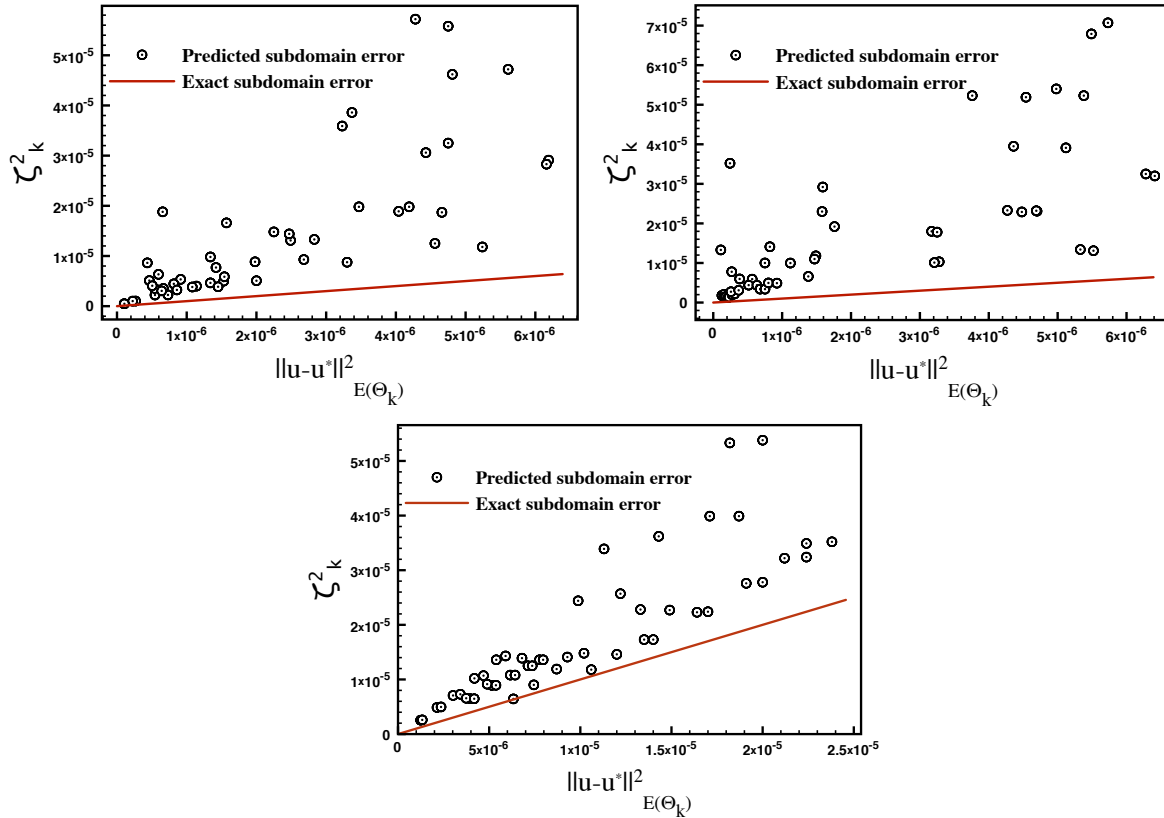 5×10⁻⁵
4×10⁻⁵
3×10⁻⁵
2×10⁻⁵
1×10⁻⁵
0
ζ²ₖ
Predicted subdomain error
Exact subdomain error
0 1×10⁻⁶ 2×10⁻⁶ 3×10⁻⁶ 4×10⁻⁶ 5×10⁻⁶ 6×10⁻⁶
||u-u*||² E(Θₖ)
7×10⁻⁵
6×10⁻⁵
5×10⁻⁵
4×10⁻⁵
3×10⁻⁵
2×10⁻⁵
1×10⁻⁵
0
ζ²ₖ
Predicted subdomain error
Exact subdomain error
0 1×10⁻⁶ 2×10⁻⁶ 3×10⁻⁶ 4×10⁻⁶ 5×10⁻⁶ 6×10⁻⁶
||u-u*||² E(Θₖ)
5×10⁻⁵
4×10⁻⁵
3×10⁻⁵
2×10⁻⁵
1×10⁻⁵
0
ζ²ₖ
Predicted subdomain error
Exact subdomain error
0 5×10⁻⁶ 1×10⁻⁵ 1.5×10⁻⁵ 2×10⁻⁵ 2.5×10⁻⁵
||u-u*||² E(Θₖ)